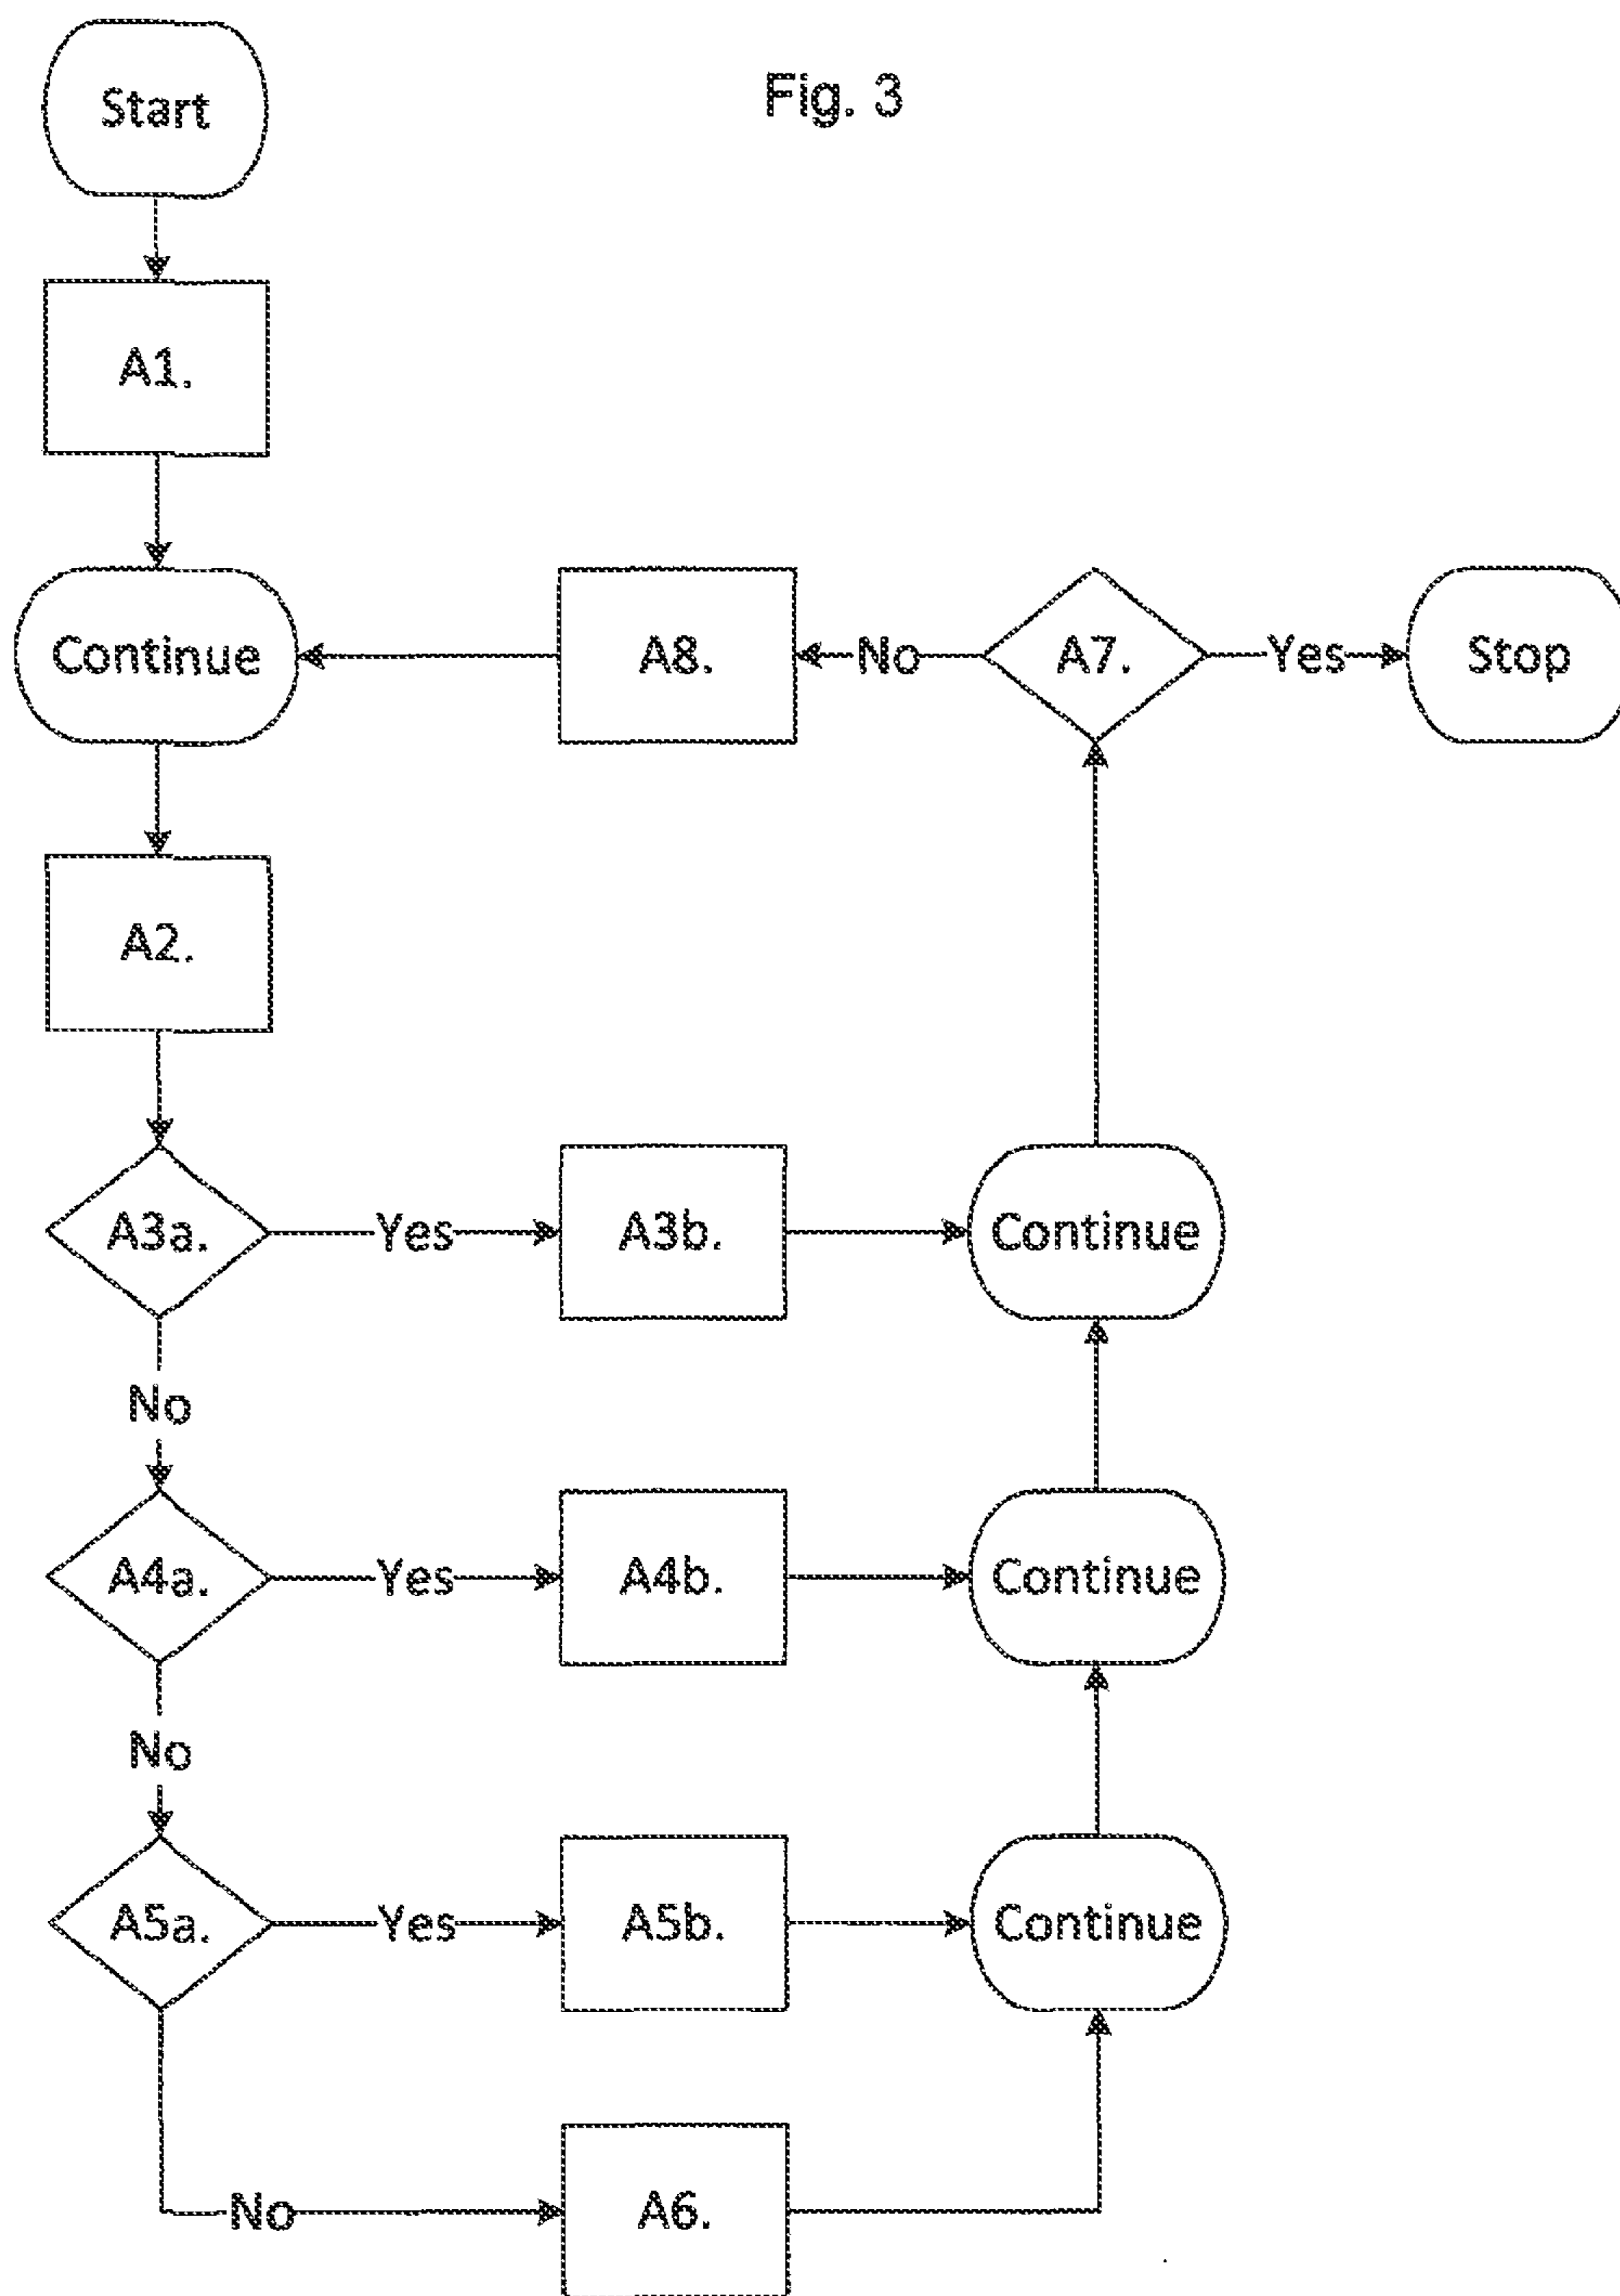 Start
Fig. 3
A1.
Continue
A8.
No
A7.
Yes
Stop
A2.
A3a.
Yes
A3b.
Continue
No
A4a.
Yes
A4b.
Continue
No
A5a.
Yes
A5b.
Continue
No
A6.